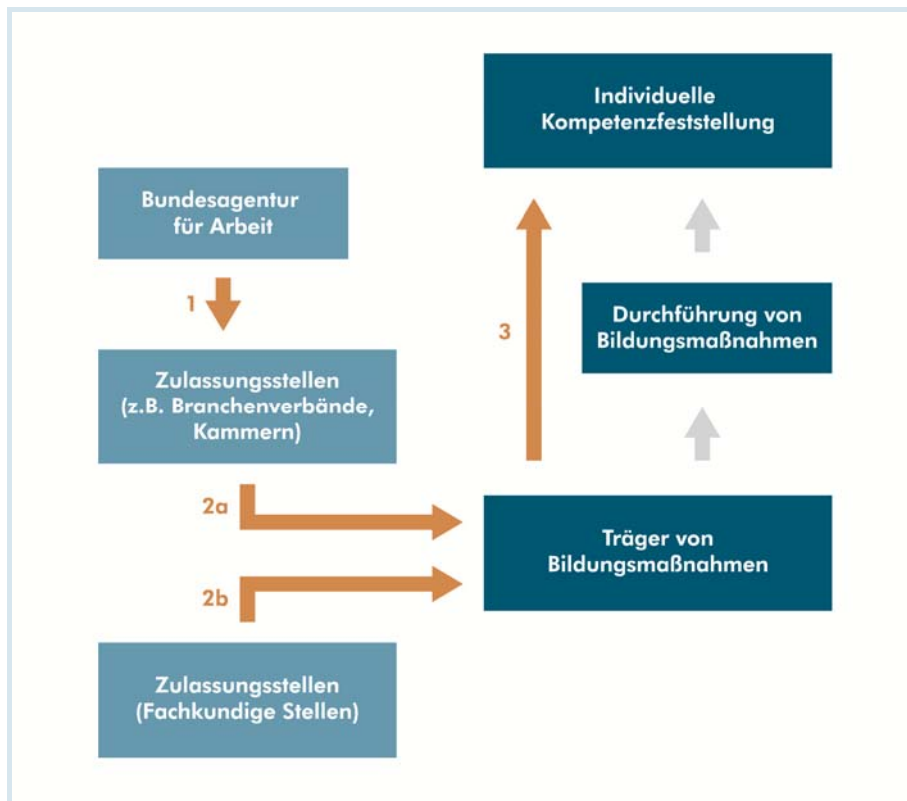 Individuelle
Kompetenzfeststellung
Bundesagentur
für Arbeit
1
3
Durchführung von
Bildungsmaßnahmen
Zulassungsstellen
(z.B. Branchenverbände,
Kammern)
2a
Träger von
Bildungsmaßnahmen
2b
Zulassungsstellen
(Fachkundige Stellen)